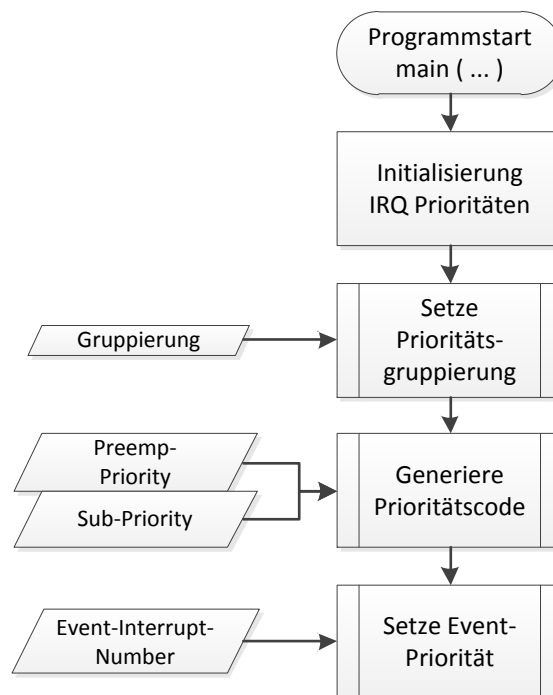 Programmstart
main ( ... )
Initialisierung
IRQ Prioritäten
Setze
Prioritäts-
gruppierung
Gruppierung
Preemp-
Priority
Sub-Priority
Generiere
Prioritätscode
Event-Interrupt-
Number
Setze Event-
Priorität